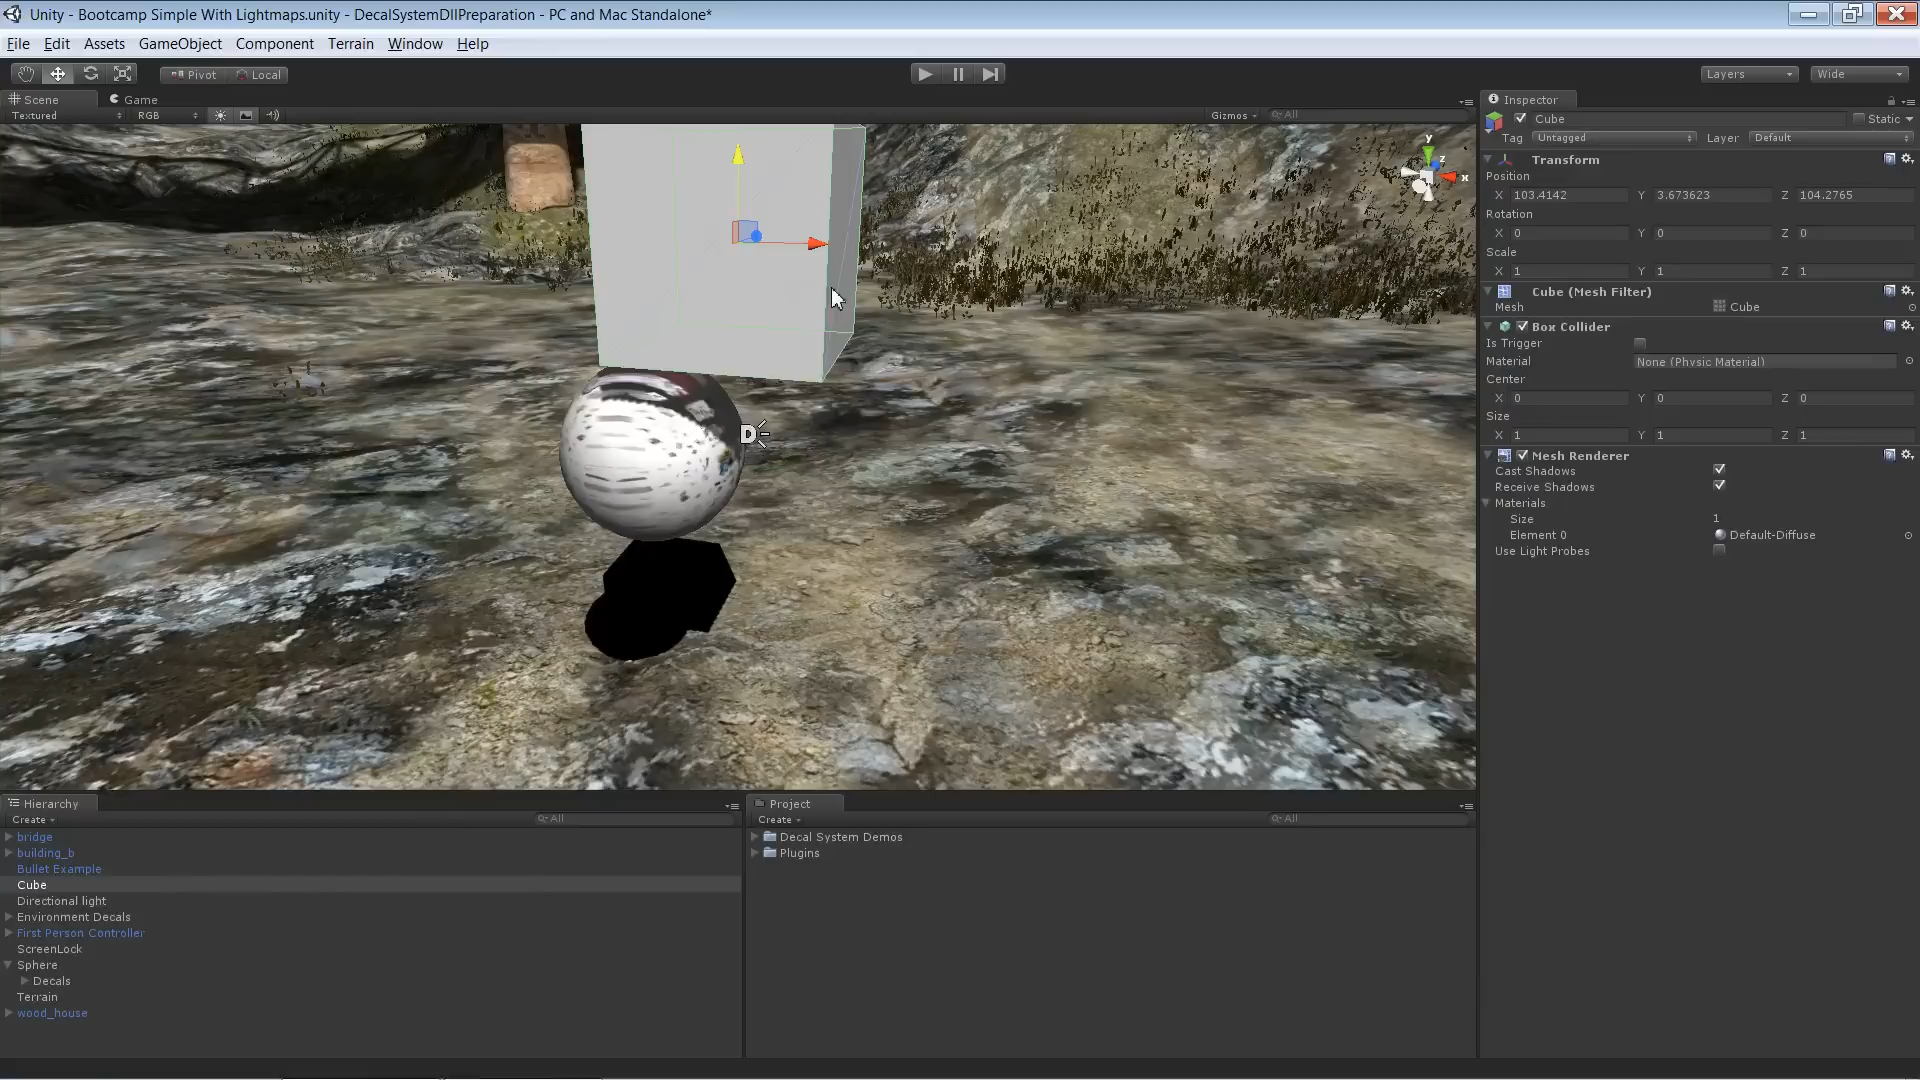 Unity - Bootcamp Simple With Lightmaps.unity - DecalSystemDllPreparation - PC and Mac Standalone*
File Edit Assets GameObject Component Terrain Window Help
Pivot Local Layers Wide
Scene Game Inspector
Textured RGB Gizmos All
Cube Static
Tag Untagged Layer Default
Transform
Position
X 103.4142 Y 3.673623 Z 104.2765
Rotation
X 0 Y 0 Z 0
Scale
X 1 Y 1 Z 1
Cube (Mesh Filter)
Mesh Cube
Box Collider
Is Trigger
Material None (Physic Material)
Center
X 0 Y 0 Z 0
Size
X 1 Y 1 Z 1
Mesh Renderer
Cast Shadows
Receive Shadows
Materials
Size 1
Element 0 Default-Diffuse
Use Light Probes
y
z
x
D
Hierarchy
Create All
bridge
building_b
Bullet Example
Cube
Directional light
Environment Decals
First Person Controller
ScreenLock
Sphere
Decals
Terrain
wood_house
Project
Create All
Decal System Demos
Plugins